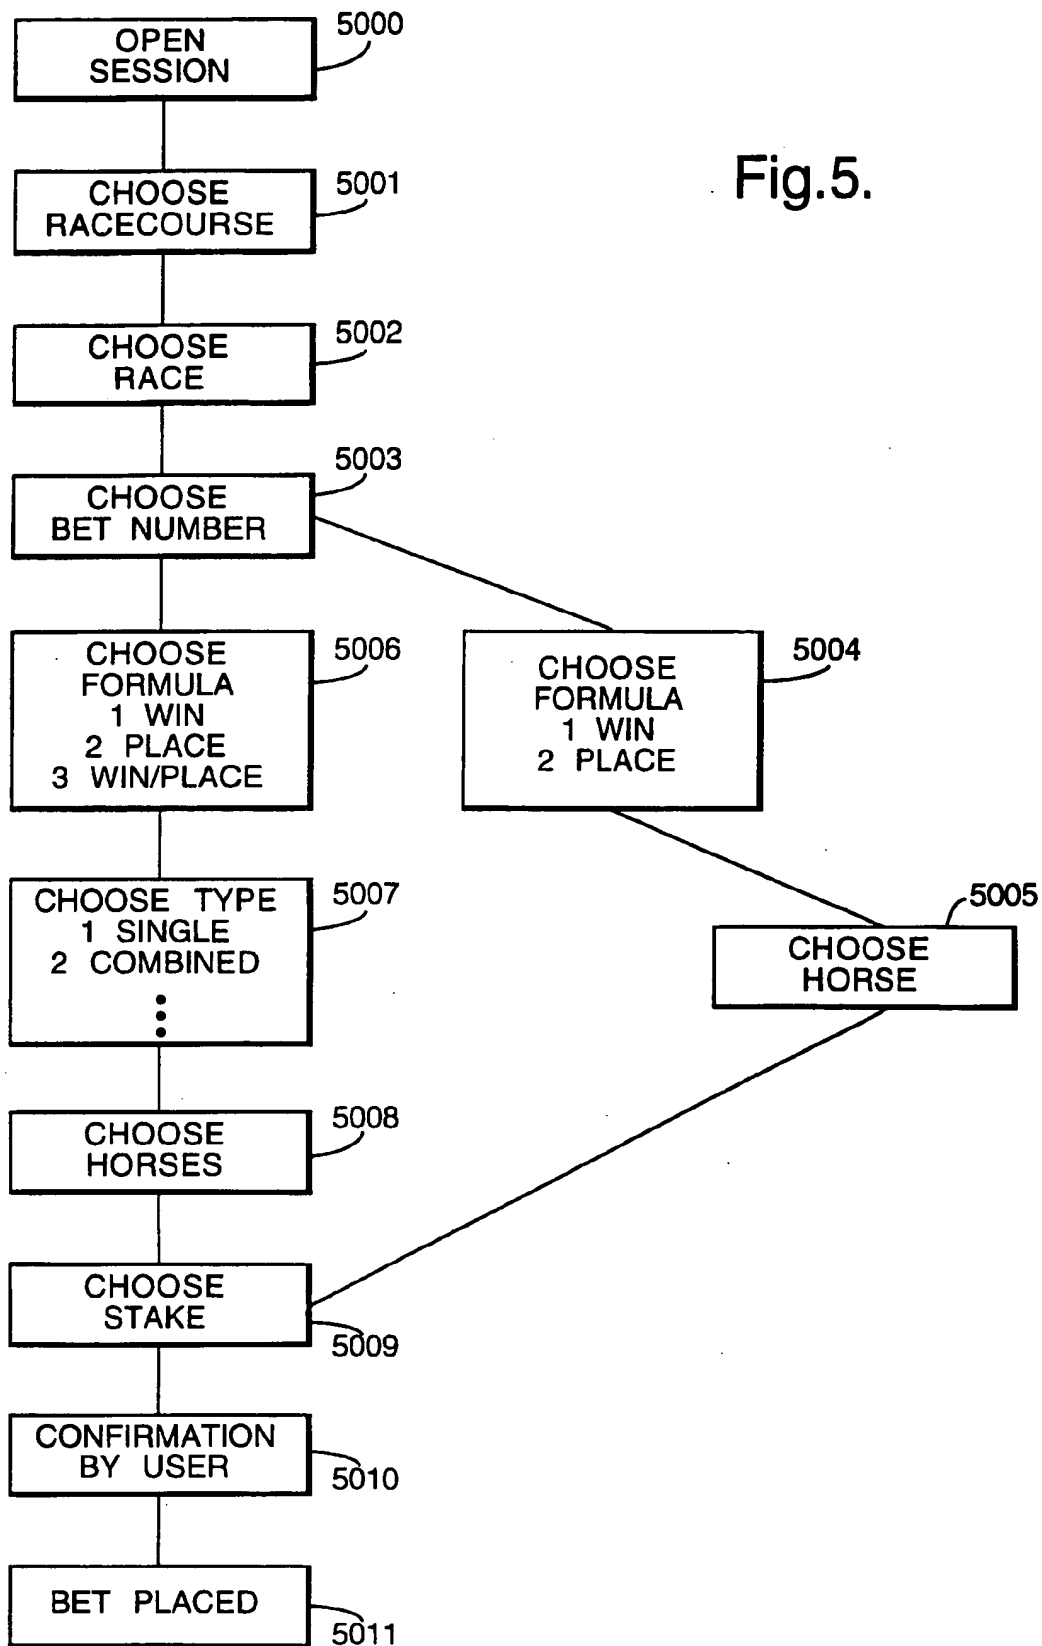 OPEN
SESSION
5000
Fig.5.
CHOOSE
RACECOURSE
5001
CHOOSE
RACE
5002
CHOOSE
BET NUMBER
5003
CHOOSE
FORMULA
1 WIN
2 PLACE
3 WIN/PLACE
5006
CHOOSE
FORMULA
1 WIN
2 PLACE
5004
CHOOSE TYPE
1 SINGLE
2 COMBINED
5007
CHOOSE
HORSE
5005
CHOOSE
HORSES
5008
CHOOSE
STAKE
5009
CONFIRMATION
BY USER
5010
BET PLACED
5011